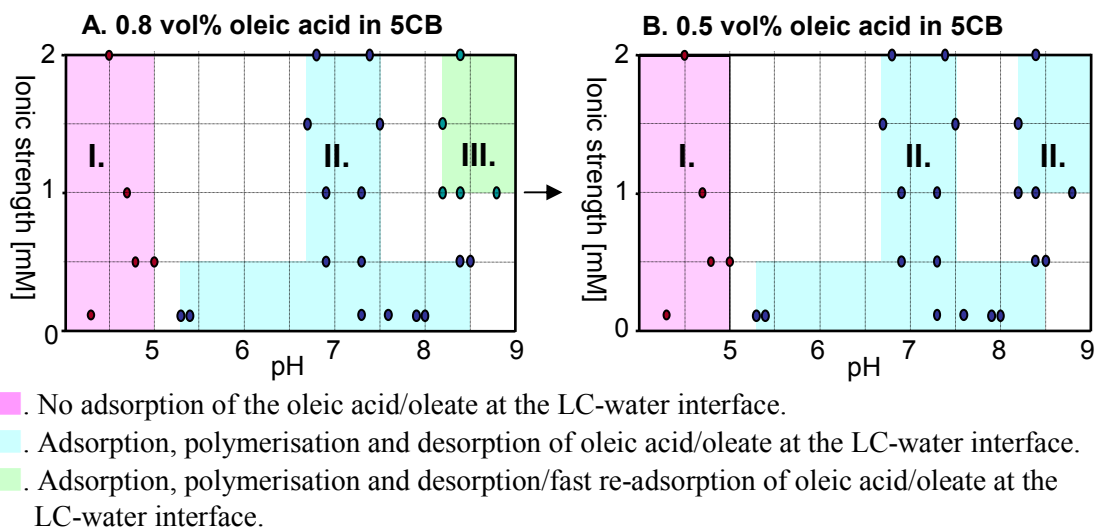 A. 0.8 vol% oleic acid in 5CB
Ionic strength [mM]
2
1
0
I.
II.
III.
5 6 7 8 9
pH
B. 0.5 vol% oleic acid in 5CB
Ionic strength [mM]
2
1
0
I.
II.
II.
5 6 7 8 9
pH
. No adsorption of the oleic acid/oleate at the LC-water interface.
. Adsorption, polymerisation and desorption of oleic acid/oleate at the LC-water interface.
. Adsorption, polymerisation and desorption/fast re-adsorption of oleic acid/oleate at the
LC-water interface.